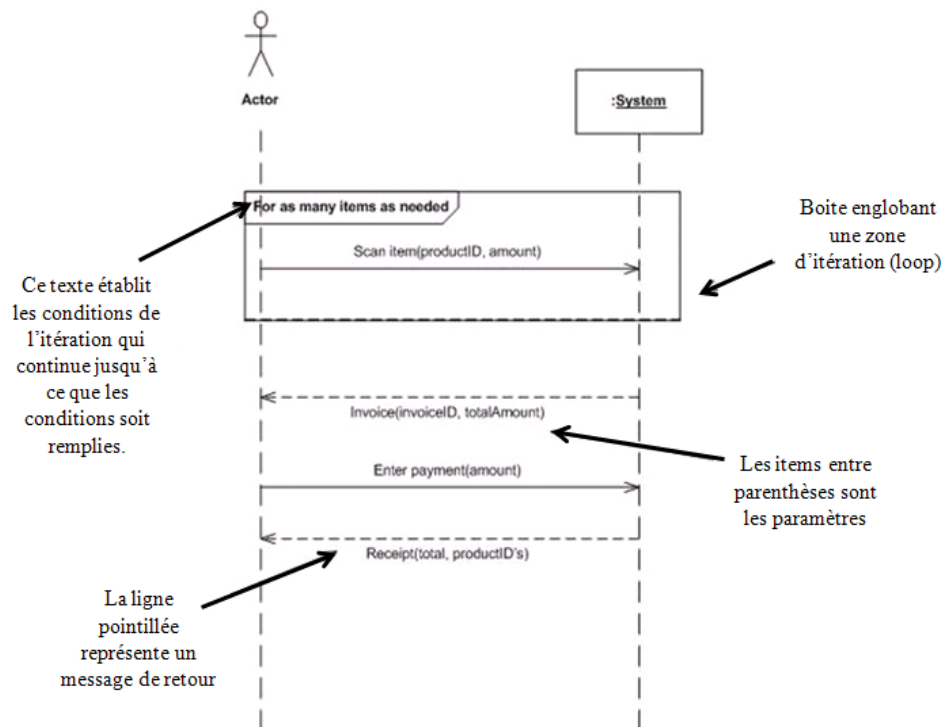 Actor
:System
For as many items as needed
Scan item(productID, amount)
Boite englobant
une zone
d'itération (loop)
Ce texte établit
les conditions de
l'itération qui
continue jusqu'à
ce que les
conditions soit
remplies.
Invoice(invoiceID, totalAmount)
Enter payment(amount)
Les items entre
parenthèses sont
les paramètres
Receipt(total, productID's)
La ligne
pointillée
représente un
message de retour